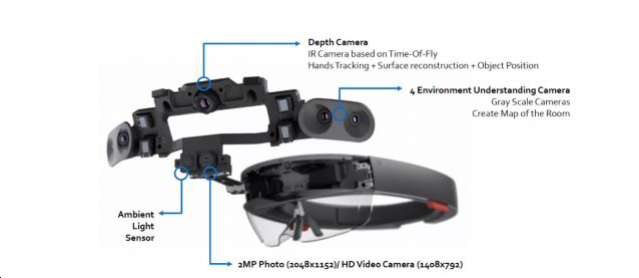 Depth Camera
IR Camera based on Time-Of-Fly
Hands Tracking + Surface reconstruction + Object Position
4 Environment Understanding Camera
Gray Scale Cameras
Create Map of the Room
Ambient
Light
Sensor
2MP Photo (2048x1152)/ HD Video Camera (1408x792)